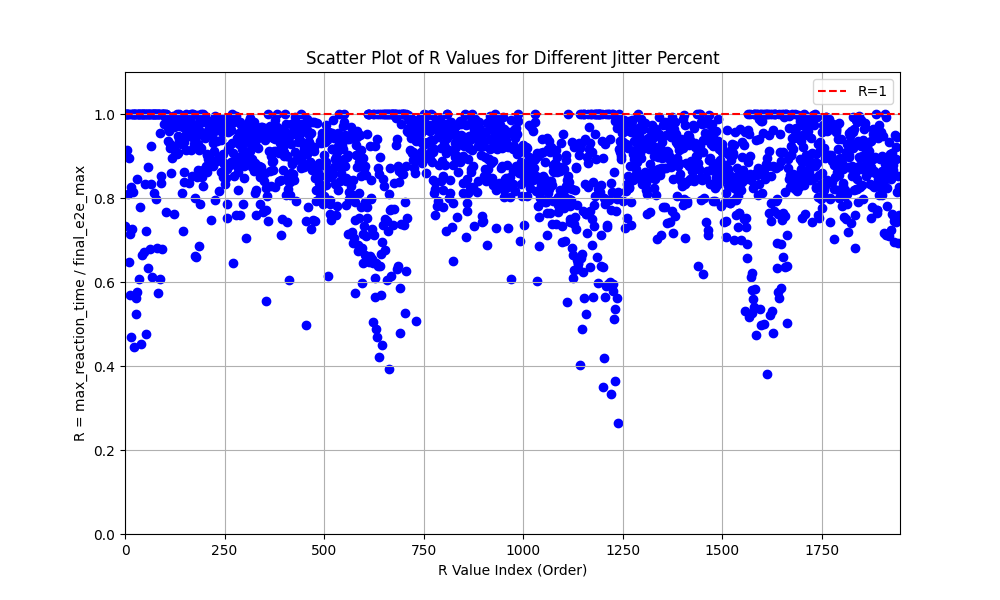 Scatter Plot of R Values for Different Jitter Percent
R=1
1.0
0.8
0.6
0.4
0.2
0.0
R = max_reaction_time / final_e2e_max
0 250 500 750 1000 1250 1500 1750
R Value Index (Order)